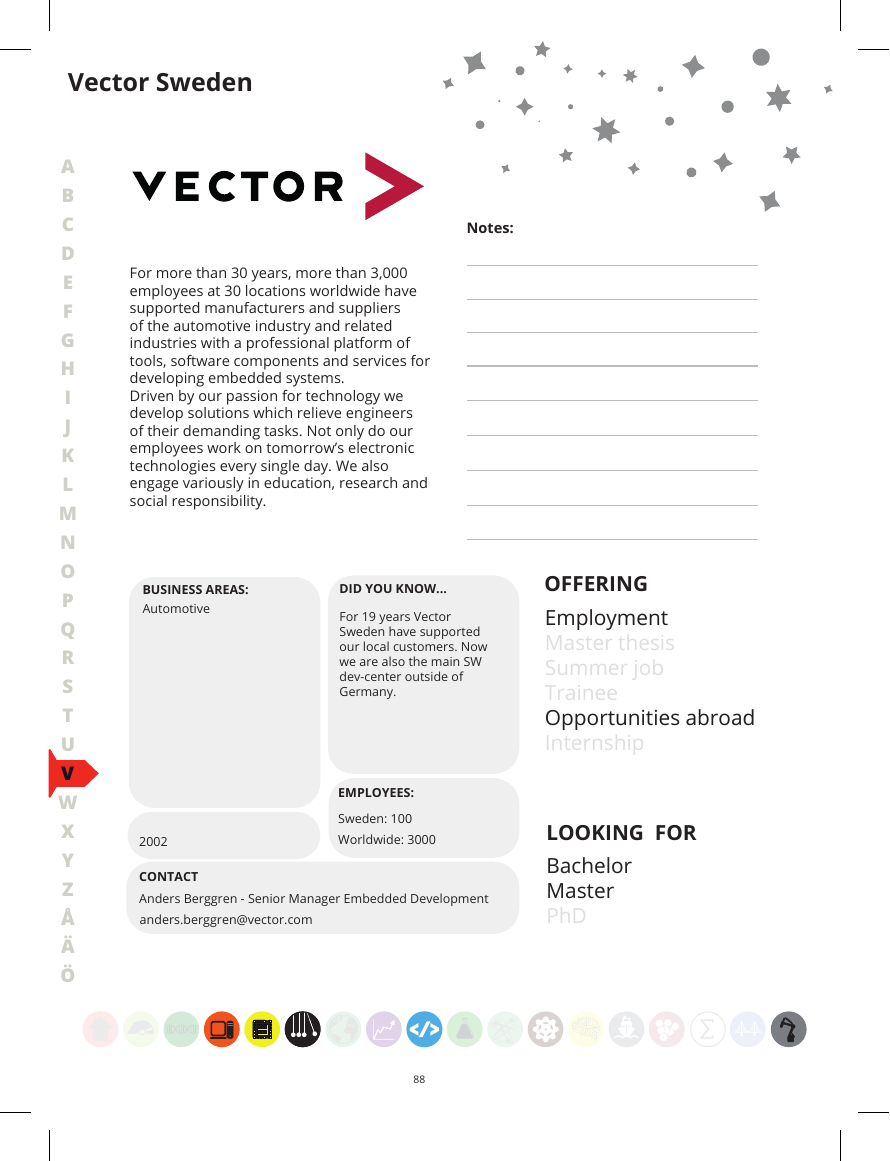 Vector Sweden
VECTOR
Notes:
For more than 30 years, more than 3,000
employees at 30 locations worldwide have
supported manufacturers and suppliers
of the automotive industry and related
industries with a professional platform of
tools, software components and services for
developing embedded systems.
Driven by our passion for technology we
develop solutions which relieve engineers
of their demanding tasks. Not only do our
employees work on tomorrow’s electronic
technologies every single day. We also
engage variously in education, research and
social responsibility.
A
B
C
D
E
F
G
H
I
J
K
L
M
N
O
P
Q
R
S
T
U
V
W
X
Y
Z
Å
Ä
Ö
BUSINESS AREAS:
Automotive
2002
DID YOU KNOW...
For 19 years Vector
Sweden have supported
our local customers. Now
we are also the main SW
dev-center outside of
Germany.
EMPLOYEES:
Sweden: 100
Worldwide: 3000
CONTACT
Anders Berggren - Senior Manager Embedded Development
anders.berggren@vector.com
OFFERING
Employment
Master thesis
Summer job
Trainee
Opportunities abroad
Internship
LOOKING FOR
Bachelor
Master
PhD
</> Σ
88